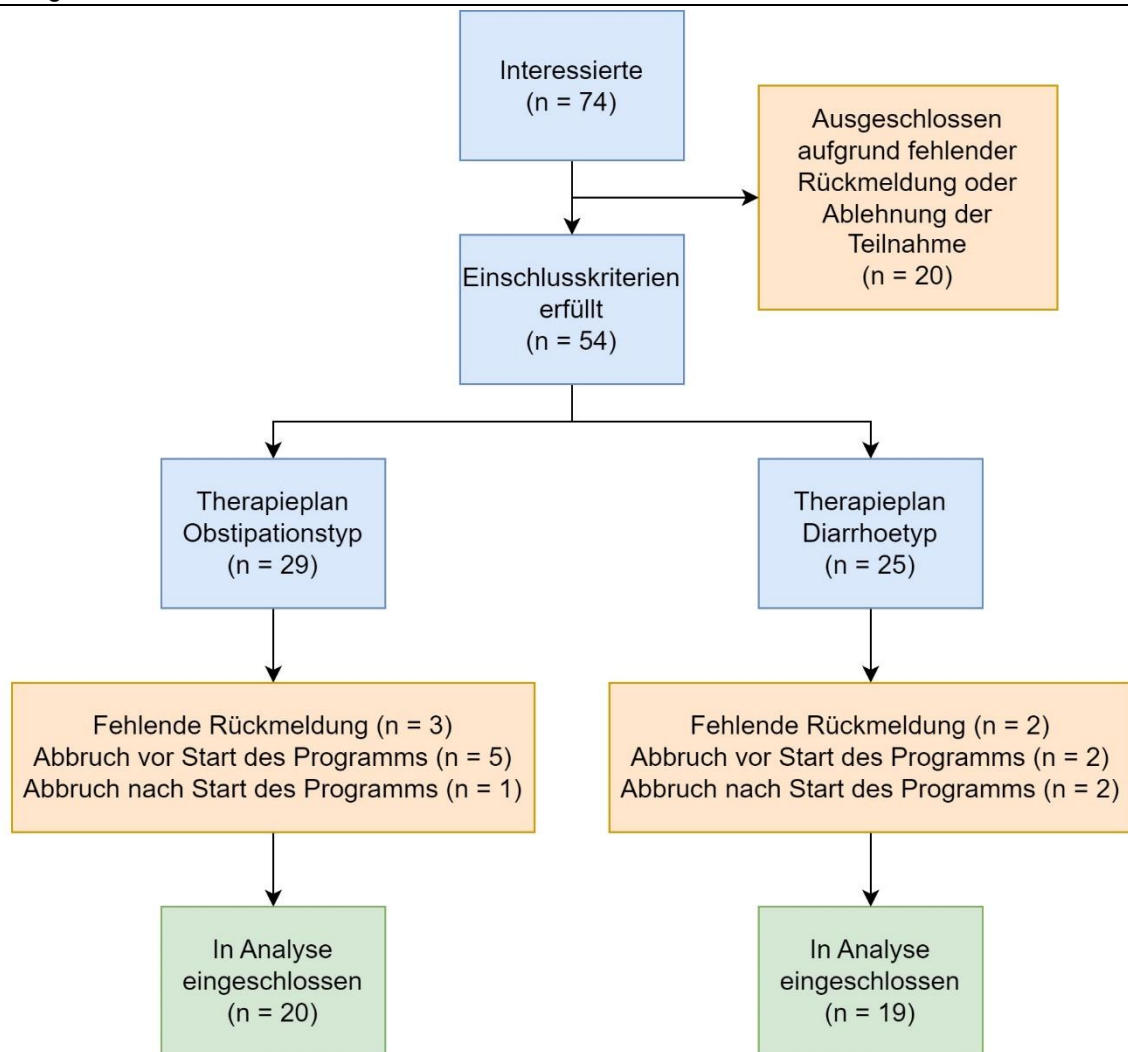 Interessierte
(n = 74)
Ausgeschlossen
aufgrund fehlender
Rückmeldung oder
Ablehnung der
Teilnahme
(n = 20)
Einschlusskriterien
erfüllt
(n = 54)
Therapieplan
Obstipationstyp
(n = 29)
Therapieplan
Diarrhoetyp
(n = 25)
Fehlende Rückmeldung (n = 3)
Abbruch vor Start des Programms (n = 5)
Abbruch nach Start des Programms (n = 1)
Fehlende Rückmeldung (n = 2)
Abbruch vor Start des Programms (n = 2)
Abbruch nach Start des Programms (n = 2)
In Analyse
eingeschlossen
(n = 20)
In Analyse
eingeschlossen
(n = 19)